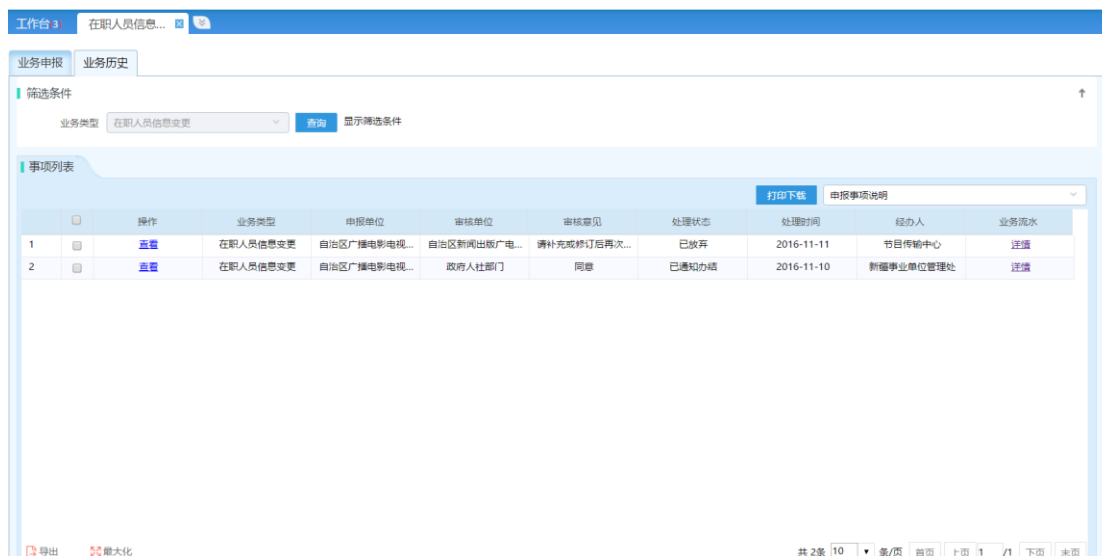 工作台(3) 在职人员信息...
业务申报 业务历史
筛选条件
业务类型 在职人员信息变更 查询 显示筛选条件
事项列表
打印下载 申报事项说明
操作 业务类型 申报单位 审核单位 审核意见 处理状态 处理时间 经办人 业务流水
1 查看 在职人员信息变更 自治区广播电影电视... 自治区新闻出版广电... 请补充或修订后再次... 已放弃 2016-11-11 节目传输中心 详情
2 查看 在职人员信息变更 自治区广播电影电视... 政府人社部门 同意 已通知办结 2016-11-10 新疆事业单位管理处 详情
导出 最大化 共 2条 10 条/页 首页 上页 1 /1 下页 末页